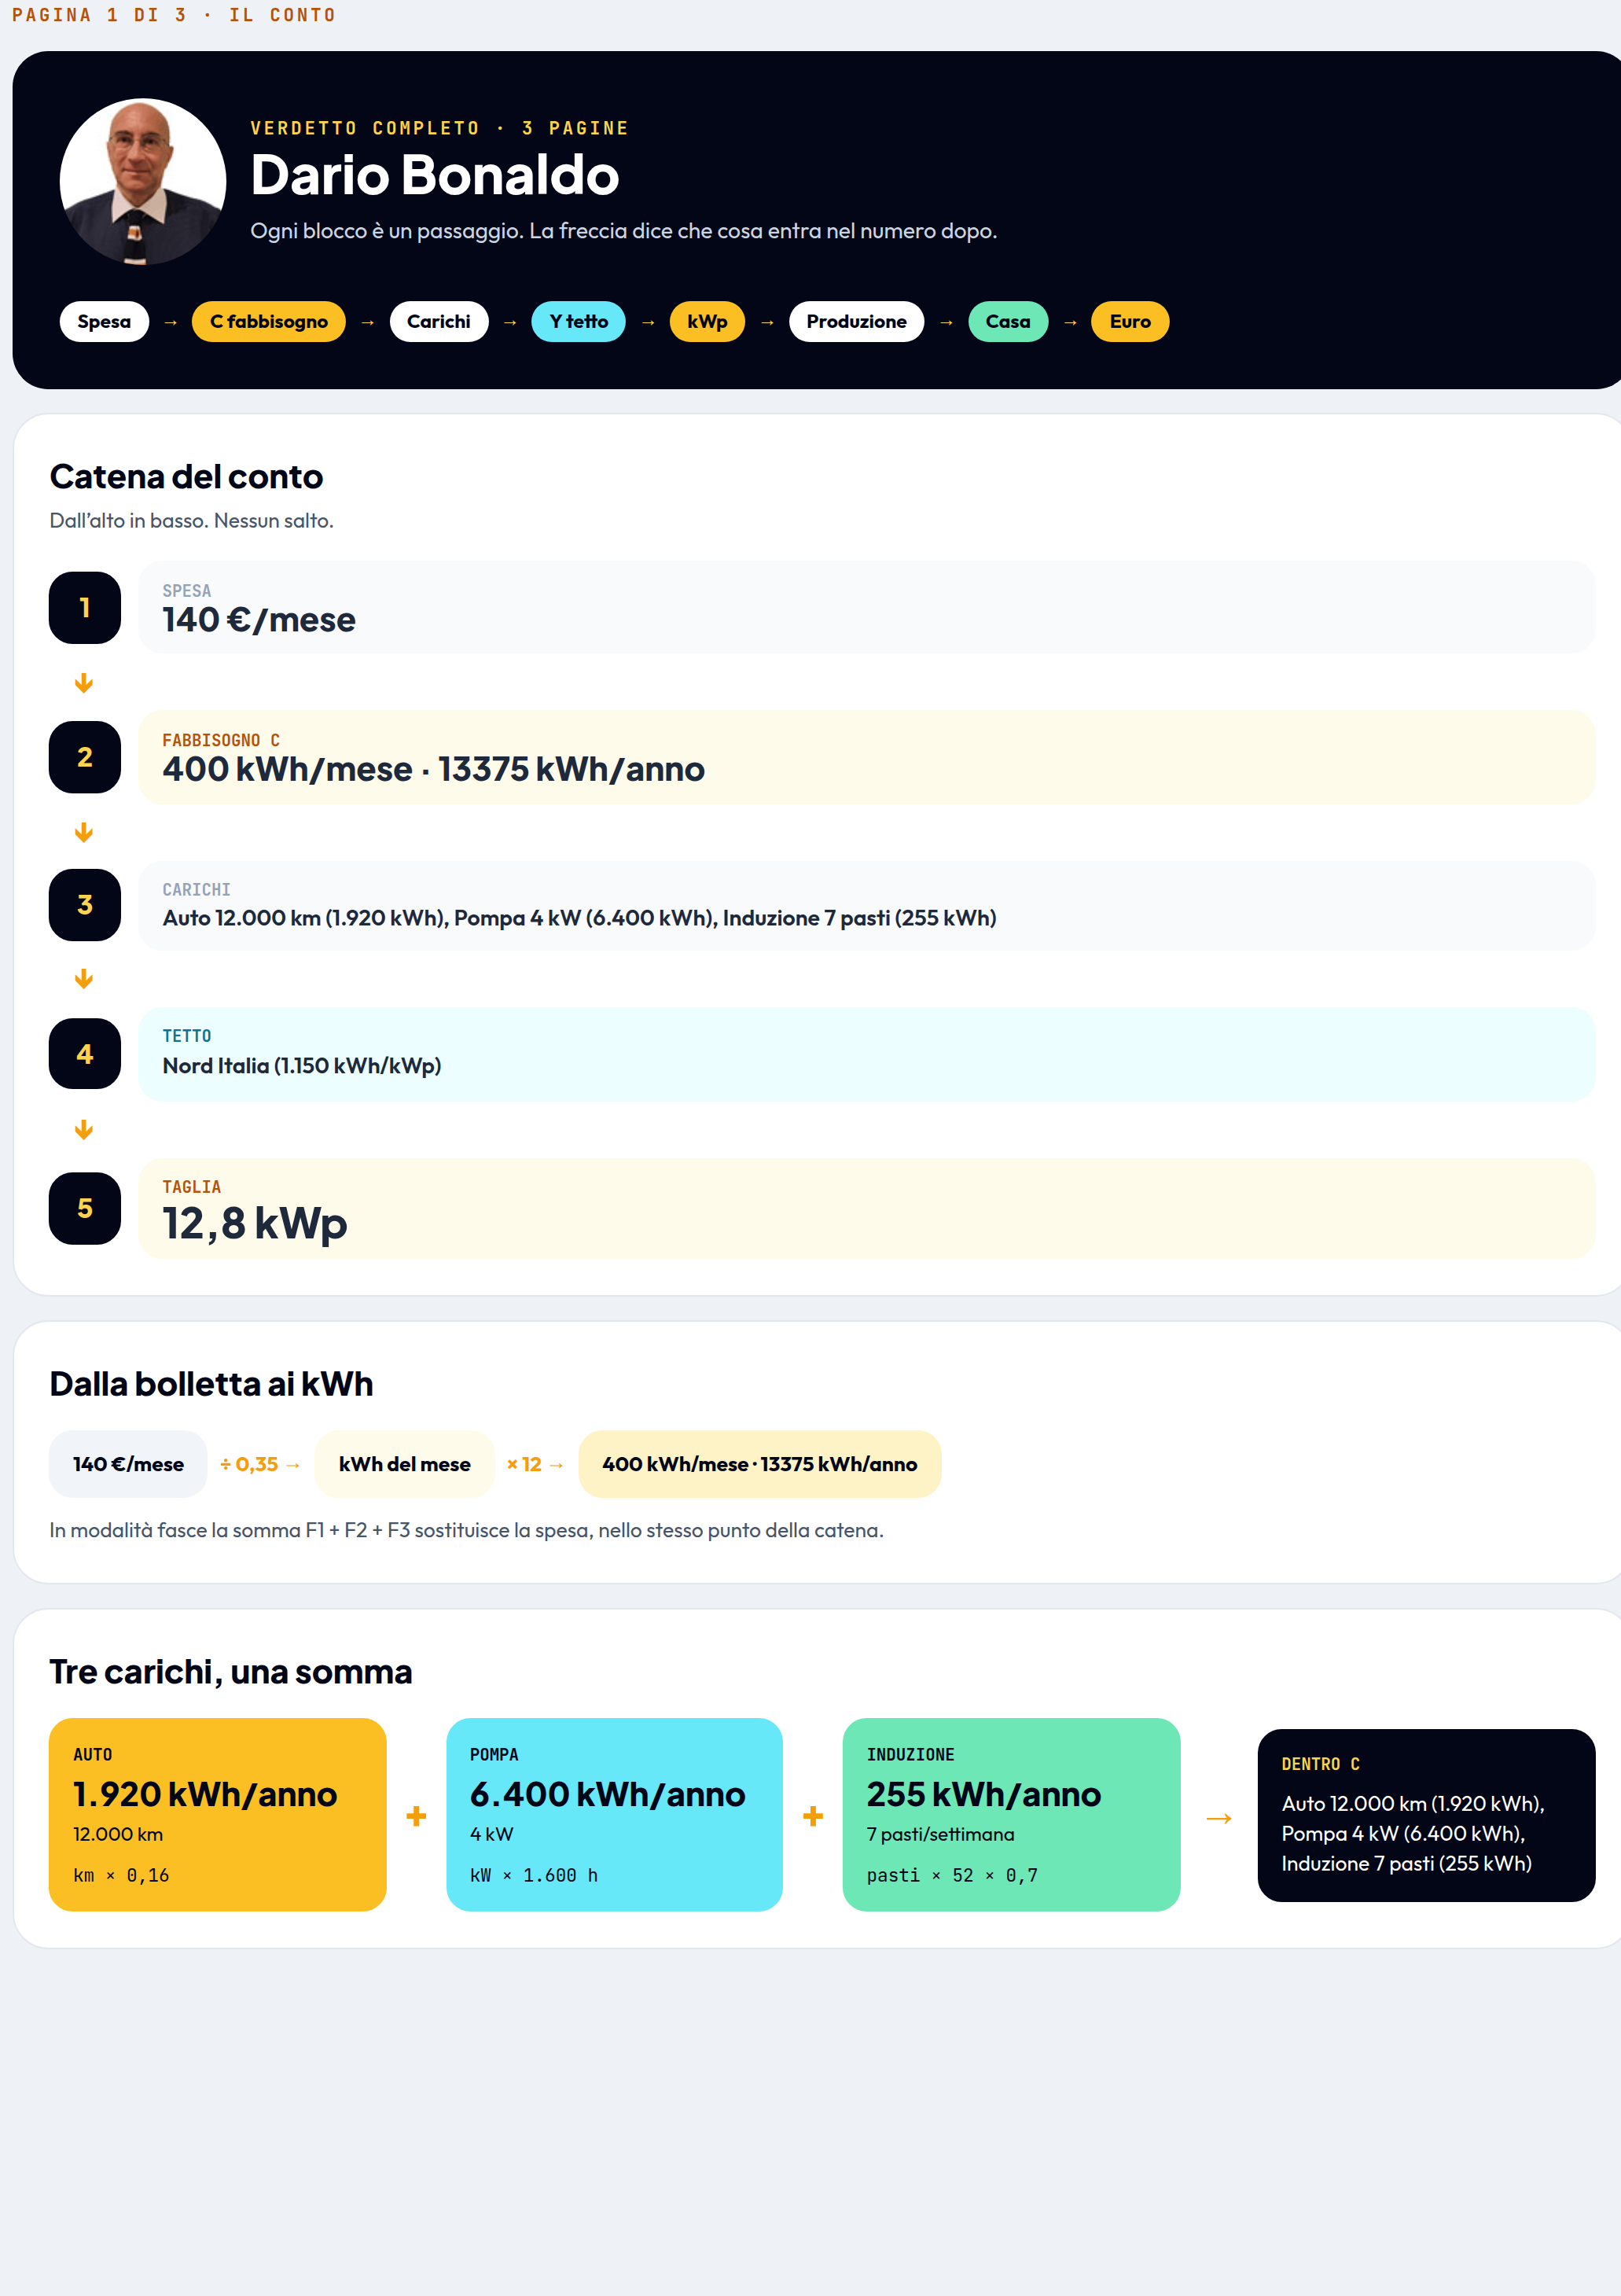 PAGINA 1 DI 3 · IL CONTO
VERDETTO COMPLETO · 3 PAGINE
Dario Bonaldo
Ogni blocco è un passaggio. La freccia dice che cosa entra nel numero dopo.
Spesa → C fabbisogno → Carichi → Y tetto → kWp → Produzione → Casa → Euro
Catena del conto
Dall’alto in basso. Nessun salto.
1
SPESA
140 €/mese
↓
2
FABBISOGNO C
400 kWh/mese · 13375 kWh/anno
↓
3
CARICHI
Auto 12.000 km (1.920 kWh), Pompa 4 kW (6.400 kWh), Induzione 7 pasti (255 kWh)
↓
4
TETTO
Nord Italia (1.150 kWh/kWp)
↓
5
TAGLIA
12,8 kWp
Dalla bolletta ai kWh
140 €/mese ÷ 0,35 → kWh del mese × 12 → 400 kWh/mese · 13375 kWh/anno
In modalità fasce la somma F1 + F2 + F3 sostituisce la spesa, nello stesso punto della catena.
Tre carichi, una somma
AUTO
1.920 kWh/anno
12.000 km
km × 0,16
+
POMPA
6.400 kWh/anno
4 kW
kW × 1.600 h
+
INDUZIONE
255 kWh/anno
7 pasti/settimana
pasti × 52 × 0,7
→
DENTRO C
Auto 12.000 km (1.920 kWh),
Pompa 4 kW (6.400 kWh),
Induzione 7 pasti (255 kWh)